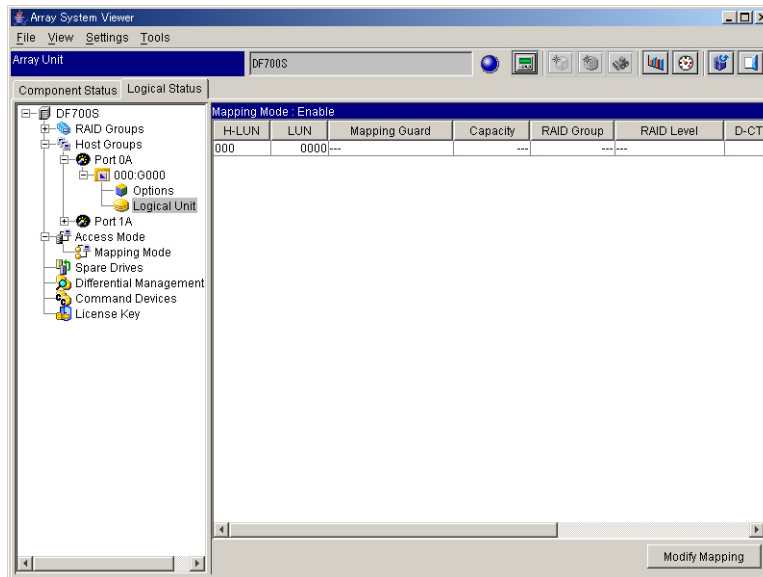 Array System Viewer
File View Settings Tools
Array Unit
DF700S
Component Status
Logical Status
DF700S
RAID Groups
Host Groups
Port 0A
000:G000
Options
Logical Unit
Port 1A
Access Mode
Mapping Mode
Spare Drives
Differential Management
Command Devices
License Key
Mapping Mode : Enable
H-LUN LUN Mapping Guard Capacity RAID Group RAID Level D-CT
000 0000 --- --- --- ---
Modify Mapping